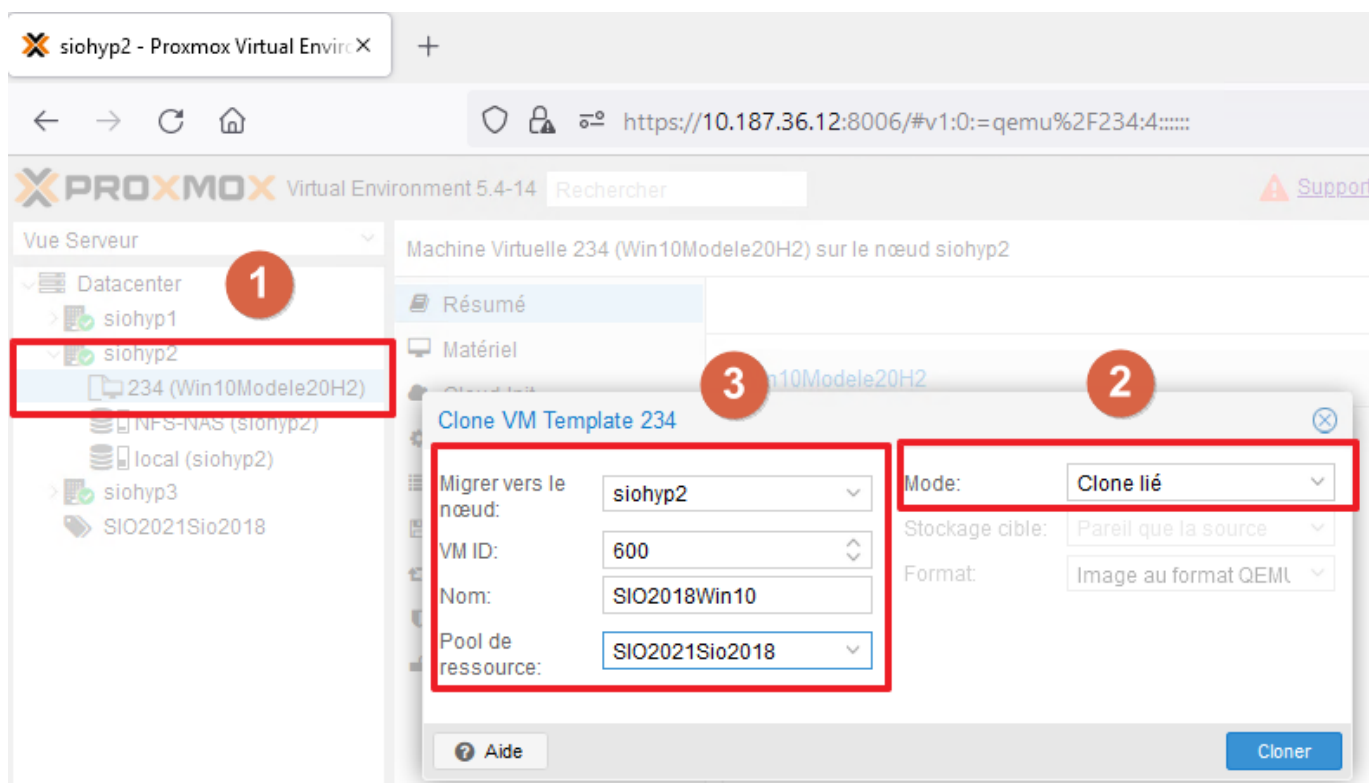 siohyp2 - Proxmox Virtual Enviro
https://10.187.36.12:8006/#v1:0:=qemu%2F234:4::::::
PROXMOX Virtual Environment 5.4-14 Rechercher Support
Vue Serveur
Machine Virtuelle 234 (Win10Modele20H2) sur le nœud siohyp2
1
Datacenter
Résumé
siohyp1
Matériel
siohyp2
Cloud-Init
3
Win10Modele20H2
2
234 (Win10Modele20H2)
NFS-NAS (siohyp2)
local (siohyp2)
siohyp3
SIO2021Sio2018
Clone VM Template 234
Migrer vers le nœud: siohyp2
VM ID: 600
Nom: SIO2018Win10
Pool de ressource: SIO2021Sio2018
Mode: Clone lié
Stockage cible: Pareil que la source
Format: Image au format QEMU
Aide
Cloner